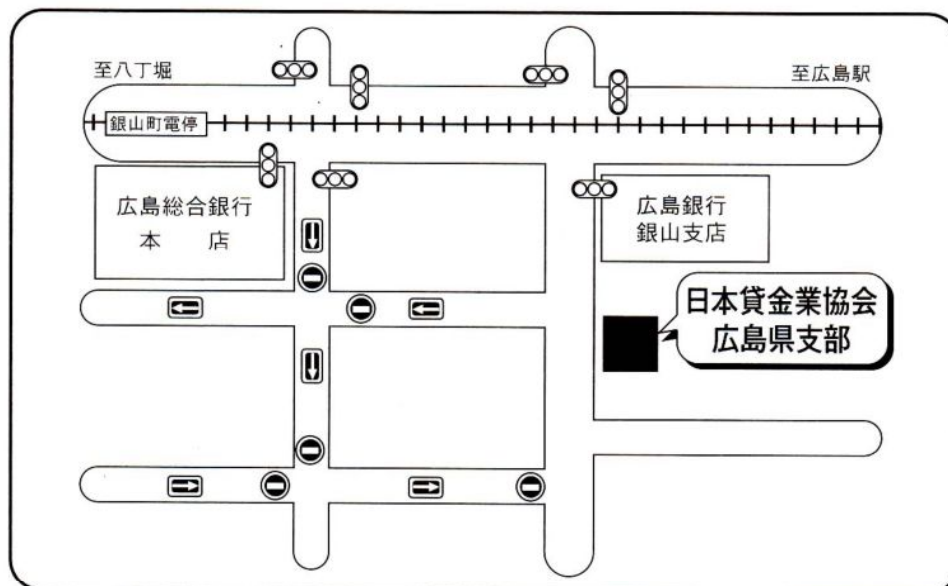 至八丁堀
至広島駅
銀山町電停
広島総合銀行
本 店
広島銀行
銀山支店
日本貸金業協会
広島県支部